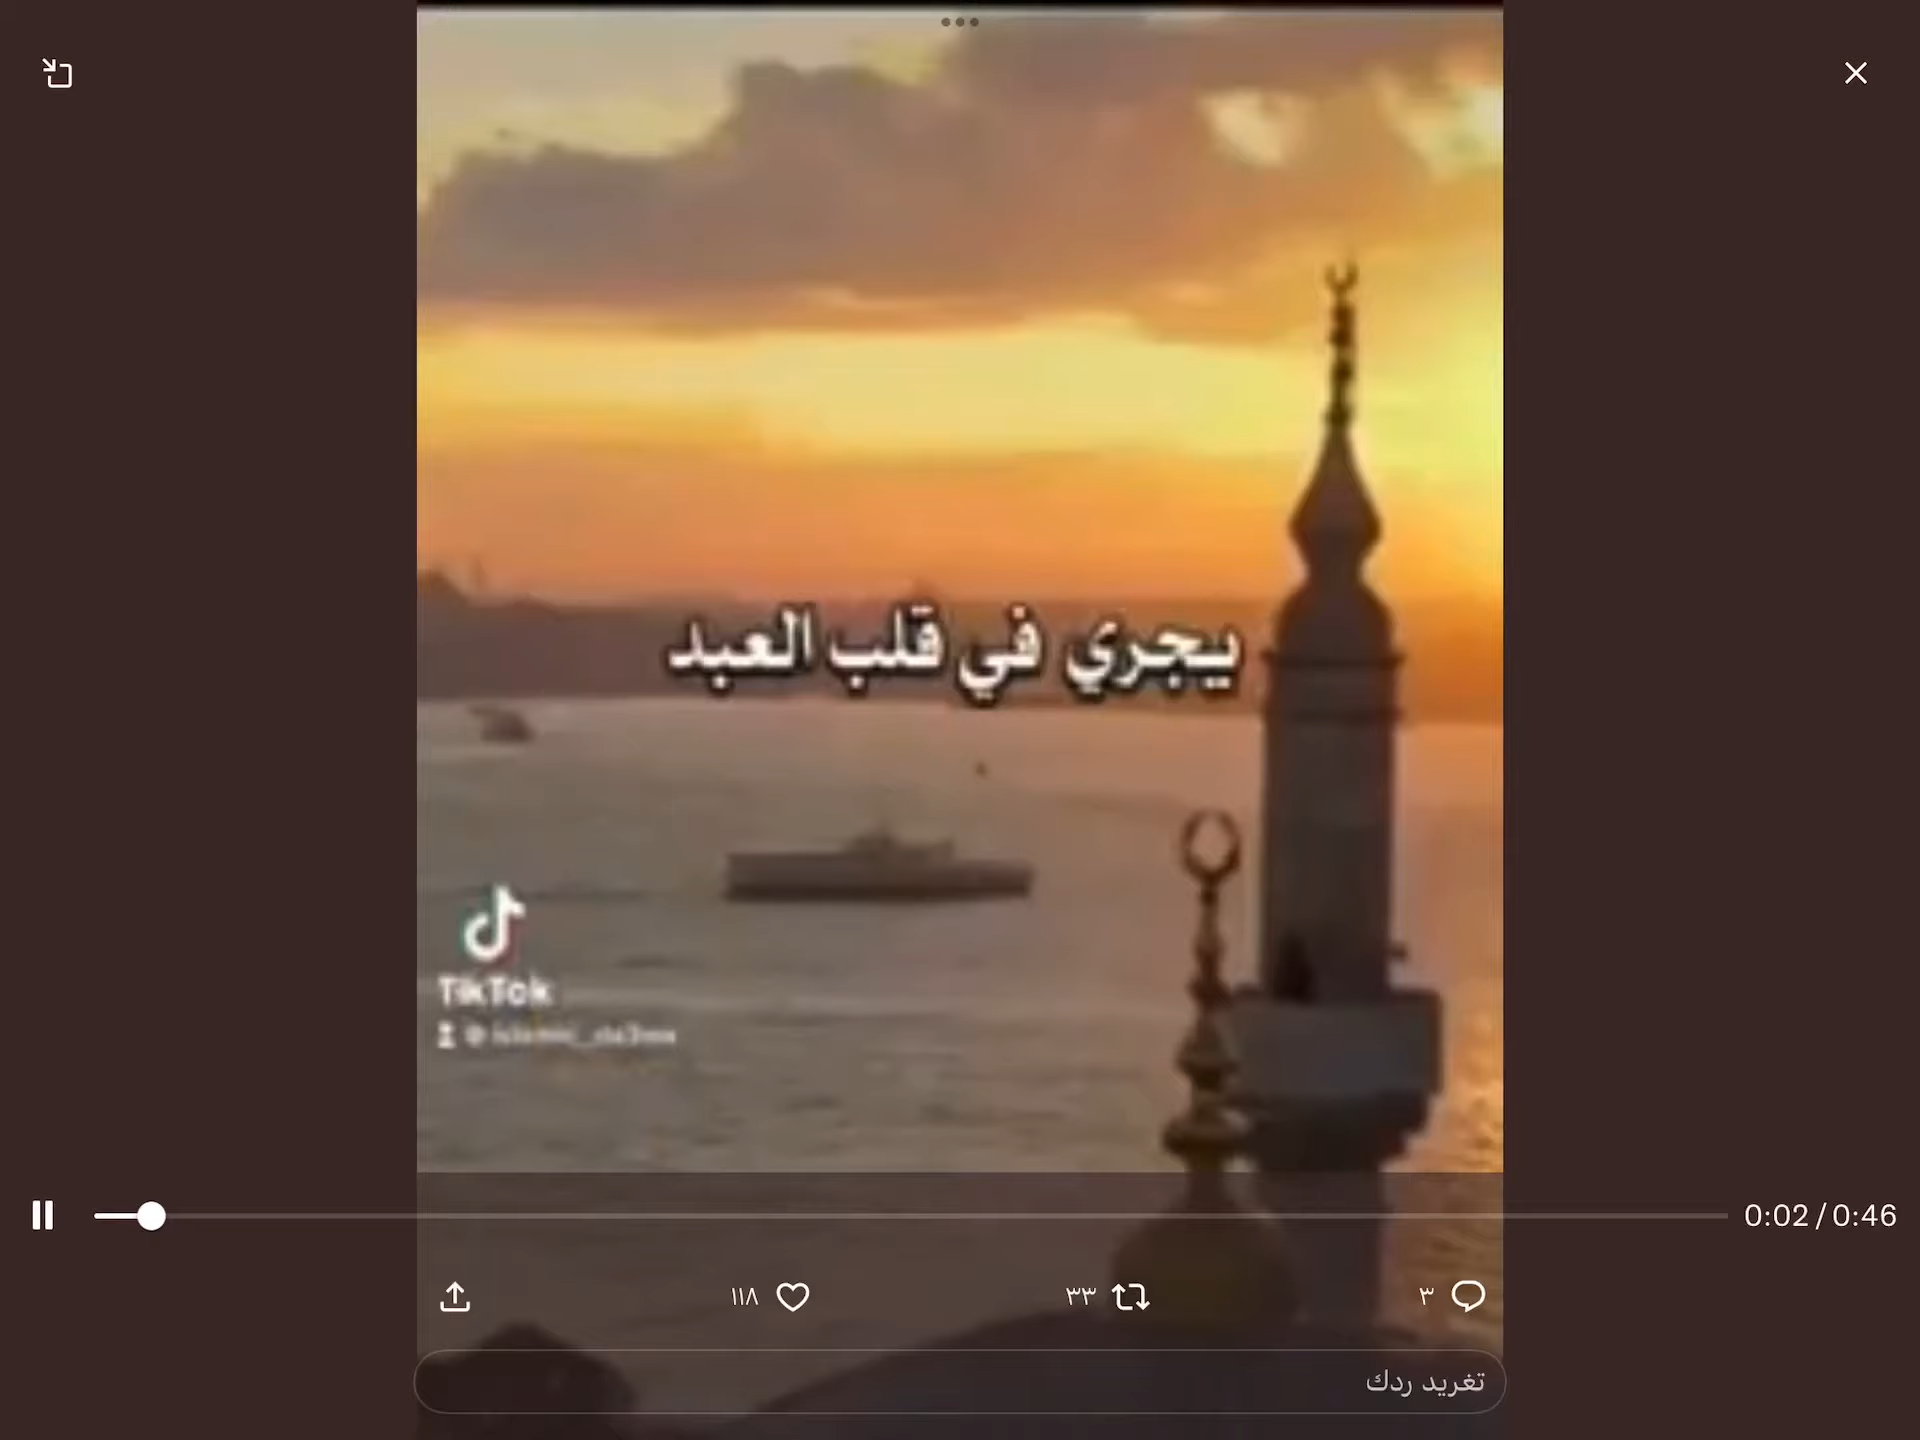 يجري في قلب العبد
TikTok
0:02 / 0:46
١١٨
٣٣
٣
تغريد ردك